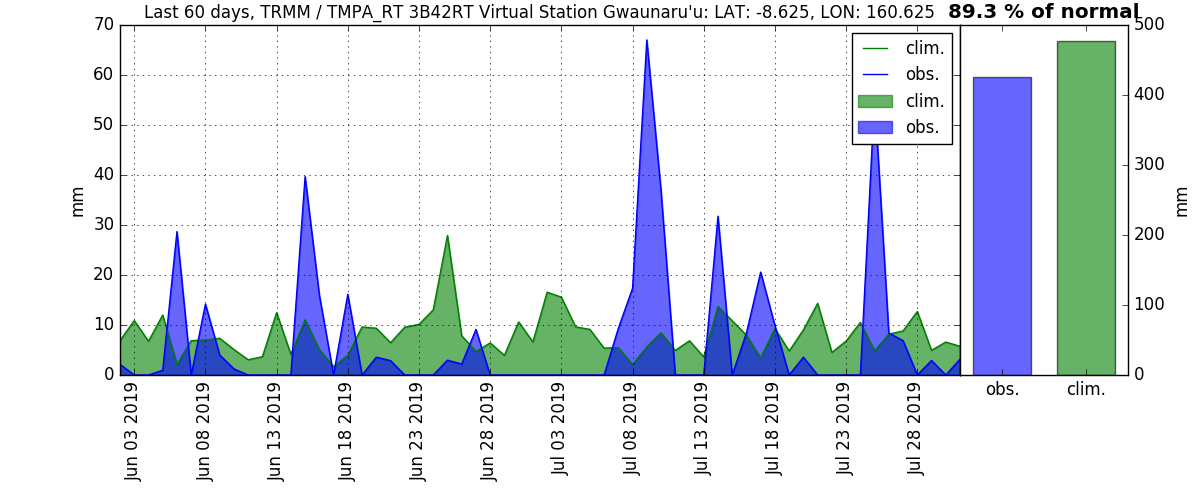 Last 60 days, TRMM / TMPA_RT 3B42RT Virtual Station Gwaunaru'u: LAT: -8.625, LON: 160.625 89.3 % of normal
70
60
50
40
30
20
10
0
mm
clim.
obs.
clim.
obs.
Jun 03 2019
Jun 08 2019
Jun 13 2019
Jun 18 2019
Jun 23 2019
Jun 28 2019
Jul 03 2019
Jul 08 2019
Jul 13 2019
Jul 18 2019
Jul 23 2019
Jul 28 2019
500
400
300
200
100
0
mm
obs.
clim.